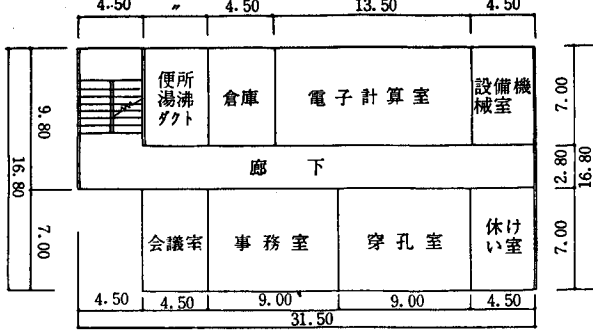 4.50 〃 4.50 13.50 4.50
便所
湯沸
ダクト
倉庫
電子計算室
設備機
械室
廊下
会議室
事務室
穿孔室
休け
い室
9.80
7.00
16.80
7.00
2.80
7.00
16.80
4.50 4.50 9.00 9.00 4.50
31.50